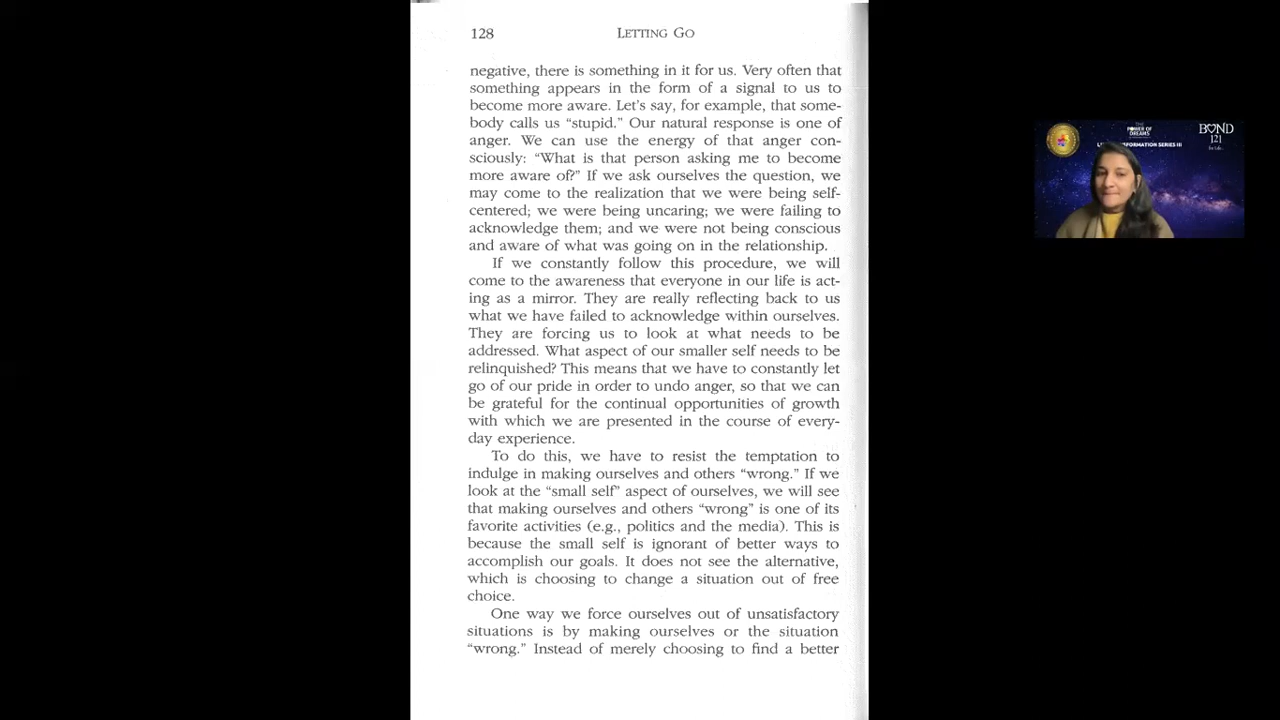 128 LETTING GO
negative, there is something in it for us. Very often that
something appears in the form of a signal to us to
become more aware. Let's say, for example, that some-
body calls us “stupid.” Our natural response is one of
anger. We can use the energy of that anger con-
sciously: “What is that person asking me to become
more aware of?” If we ask ourselves the question, we
may come to the realization that we were being self-
centered; we were being uncaring; we were failing to
acknowledge them; and we were not being conscious
and aware of what was going on in the relationship.
If we constantly follow this procedure, we will
come to the awareness that everyone in our life is act-
ing as a mirror. They are really reflecting back to us
what we have failed to acknowledge within ourselves.
They are forcing us to look at what needs to be
addressed. What aspect of our smaller self needs to be
relinquished? This means that we have to constantly let
go of our pride in order to undo anger, so that we can
be grateful for the continual opportunities of growth
with which we are presented in the course of every-
day experience.
To do this, we have to resist the temptation to
indulge in making ourselves and others “wrong.” If we
look at the “small self” aspect of ourselves, we will see
that making ourselves and others “wrong” is one of its
favorite activities (e.g., politics and the media). This is
because the small self is ignorant of better ways to
accomplish our goals. It does not see the alternative,
which is choosing to change a situation out of free
choice.
One way we force ourselves out of unsatisfactory
situations is by making ourselves or the situation
“wrong.” Instead of merely choosing to find a better
THE
POWER OF
DREAMS
BOND
121
for Life
SERIES III